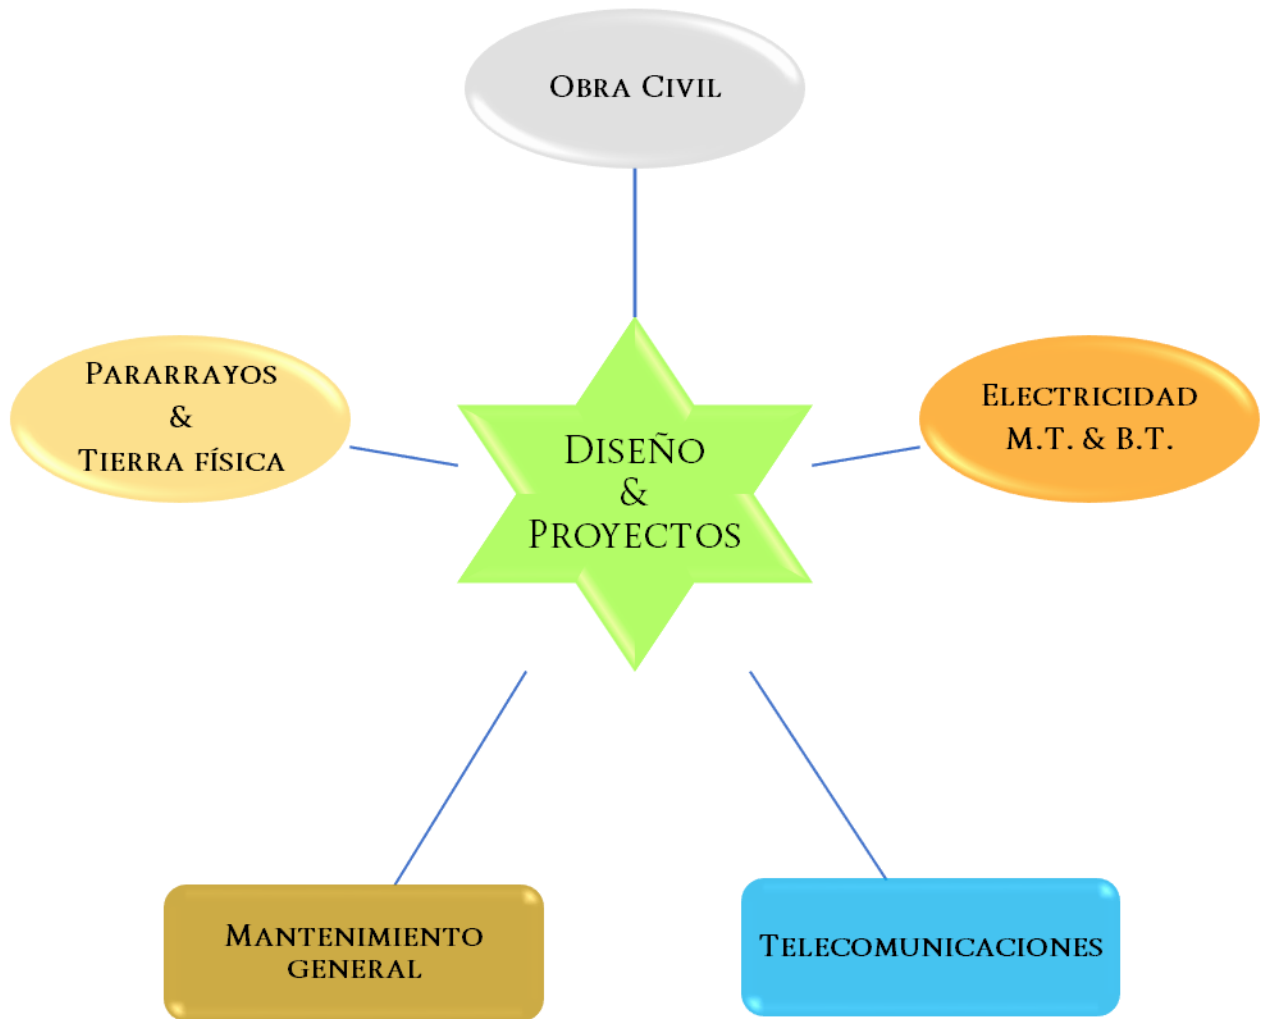 Obra Civil
Pararrayos
&
Tierra física
Electricidad
M.T. & B.T.
Diseño
&
Proyectos
Mantenimiento
general
Telecomunicaciones